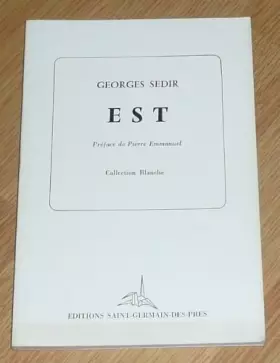 GEORGES SEDIR
EST
Préface de Pierre Emmanuel
Collection Blanche
EDITIONS SAINT-GERMAIN-DES-PRES